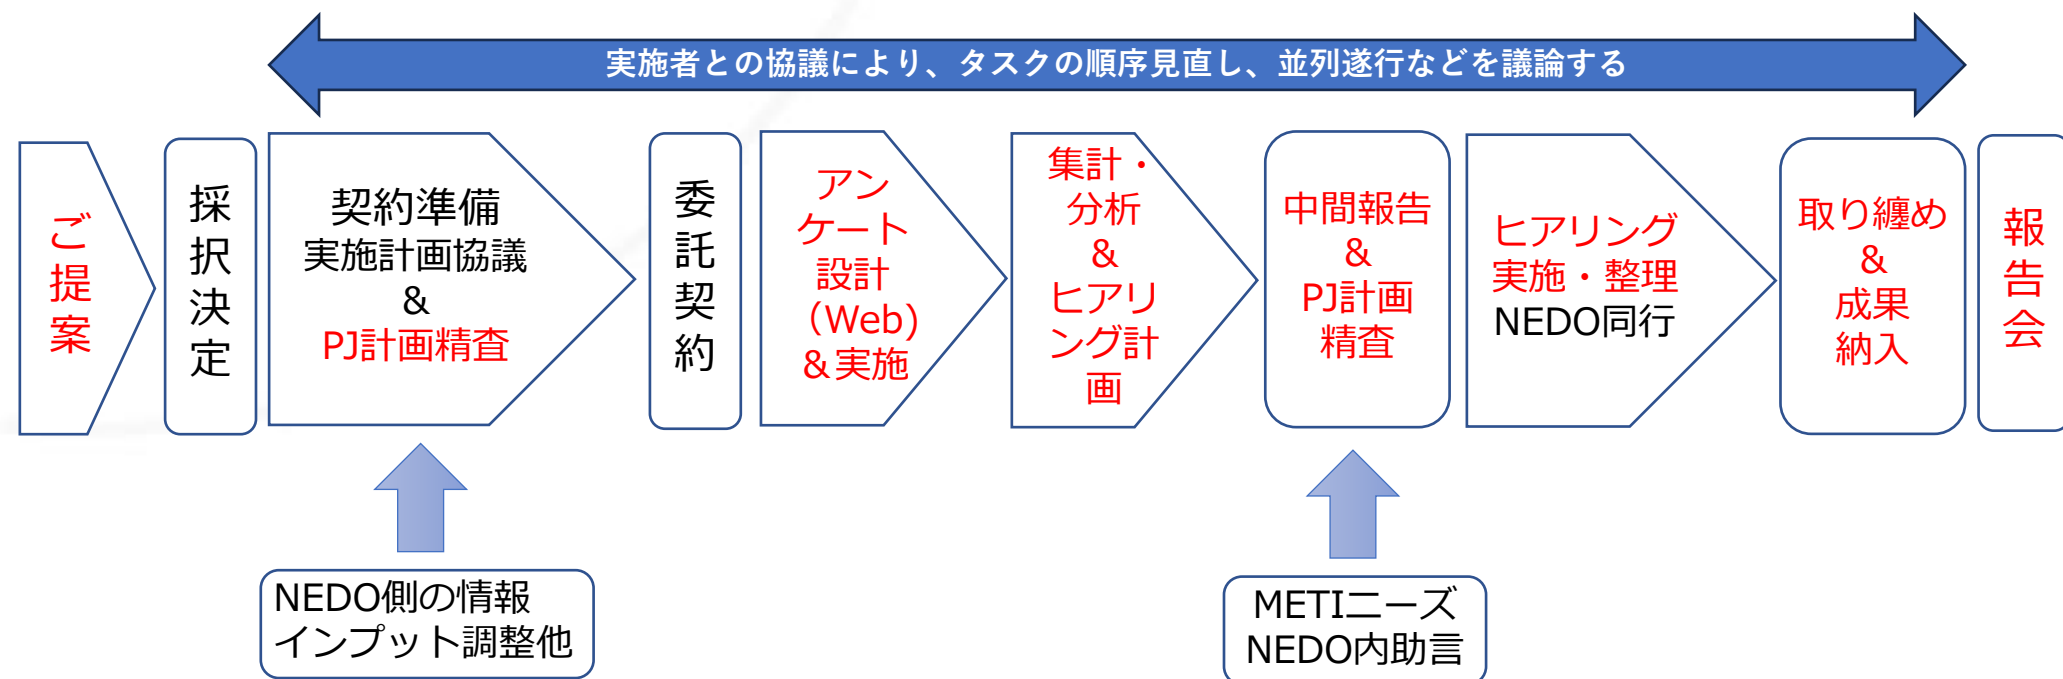 実施者との協議により、タスクの順序見直し、並列遂行などを議論する
ご提案
採択決定
契約準備
実施計画協議
&
PJ計画精査
委託契約
アン
ケート
設計
（Web)
＆実施
集計・
分析
&
ヒアリ
ング計
画
中間報告
&
PJ計画
精査
ヒアリング
実施・整理
NEDO同行
取り纏め
&
成果
納入
報告会
NEDO側の情報
インプット調整他
METIニーズ
NEDO内助言